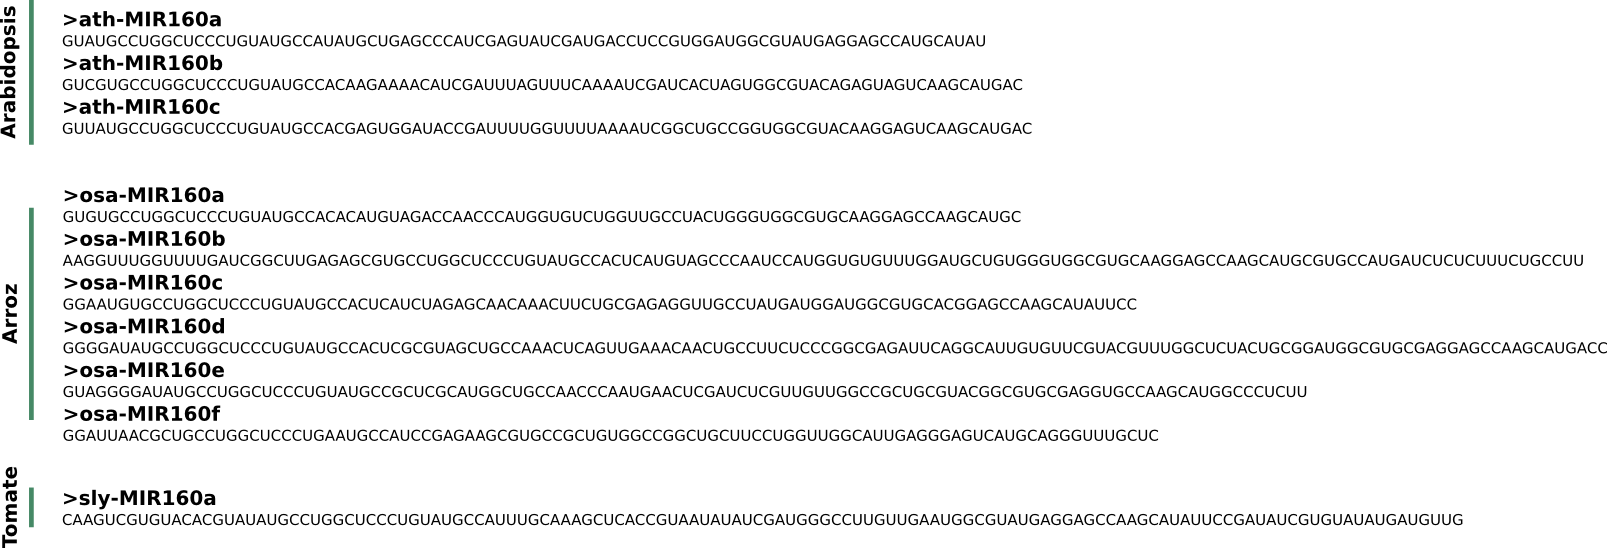 Arabidopsis
>ath-MIR160a
GUAUGCCUGGCUCCCUGUAUGCCAUAUGCUGAGCCCAUCGAGUAUCGAUGACCUCCGUGGAUGGCGUAUGAGGAGCCAUGCAUAU
>ath-MIR160b
GUCGUGCCUGGCUCCCUGUAUGCCACAAGAAAACAUCGAUUUAGUUUCAAAAUCGAUCACUAGUGGCGUACAGAGUAGUCAAGCAUGAC
>ath-MIR160c
GUUAUGCCUGGCUCCCUGUAUGCCACGAGUGGAUACCGAUUUUGGUUUUAAAAUCGGCUGCCGGUGGCGUACAAGGAGUCAAGCAUGAC
Arroz
>osa-MIR160a
GUGUGCCUGGCUCCCUGUAUGCCACACAUGUAGACCAACCCAUGGUGUCUGGUUGCCUACUGGGUGGCGUGCAAGGAGCCAAGCAUGC
>osa-MIR160b
AAGGUUUGGUUUUGAUCGGCUUGAGAGCGUGCCUGGCUCCCUGUAUGCCACUCAUGUAGCCCAAUCCAUGGUGUGUUUGGAUGCUGUGGGUGGCGUGCAAGGAGCCAAGCAUGCGUGCCAUGAUCUCUCUUUCUGCCUU
>osa-MIR160c
GGAAUGUGCCUGGCUCCCUGUAUGCCACUCAUCUAGAGCAACAAACUUCUGCGAGAGGUUGCCUAUGAUGGAUGGCGUGCACGGAGCCAAGCAUAUUCC
>osa-MIR160d
GGGGAUAUGCCUGGCUCCCUGUAUGCCACUCGCGUAGCUGCCAAACUCAGUUGAAACAACUGCCUUCUCCCGGCGAGAUUCAGGCAUUGUGUUCGUACGUUUGGCUCUACUGCGGAUGGCGUGCGAGGAGCCAAGCAUGACC
>osa-MIR160e
GUAGGGGAUAUGCCUGGCUCCCUGUAUGCCGCUCGCAUGGCUGCCAACCCAAUGAACUCGAUCUCGUUGUUGGCCGCUGCGUACGGCGUGCGAGGUGCCAAGCAUGGCCCUCUU
>osa-MIR160f
GGAUUAACGCUGCCUGGCUCCCUGAAUGCCAUCCGAGAAGCGUGCCGCUGUGGCCGGCUGCUUCCUGGUUGGCAUUGAGGGAGUCAUGCAGGGUUUGCUC
Tomate
>sly-MIR160a
CAAGUCGUGUACACGUAUAUGCCUGGCUCCCUGUAUGCCAUUUGCAAAGCUCACCGUAAUAUAUCGAUGGGCCUUGUUGAAUGGCGUAUGAGGAGCCAAGCAUAUUCCGAUAUCGUGUAUAUGAUGUUG